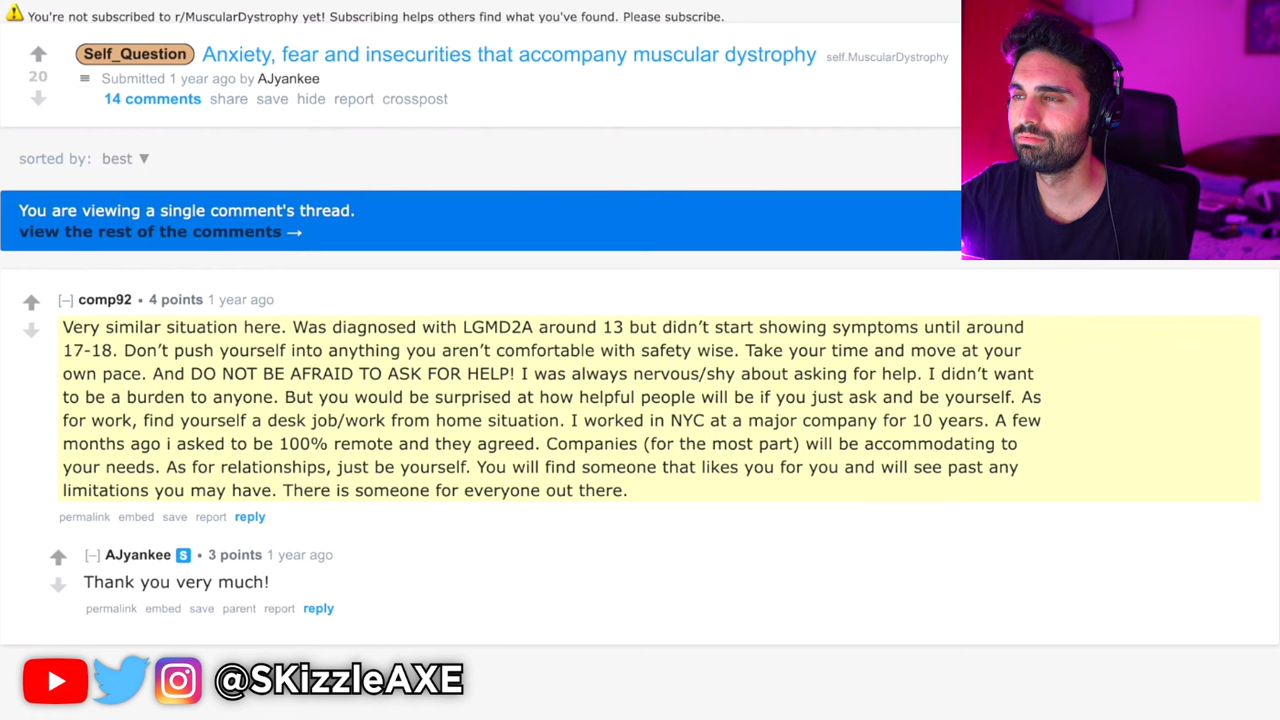 You're not subscribed to r/MuscularDystrophy yet! Subscribing helps others find what you've found. Please subscribe.
Self_Question Anxiety, fear and insecurities that accompany muscular dystrophy self.MuscularDystrophy
20
Submitted 1 year ago by AJyankee
14 comments share save hide report crosspost
sorted by: best ▼
You are viewing a single comment's thread.
view the rest of the comments →
[–] comp92 • 4 points 1 year ago
Very similar situation here. Was diagnosed with LGMD2A around 13 but didn’t start showing symptoms until around
17-18. Don’t push yourself into anything you aren’t comfortable with safety wise. Take your time and move at your
own pace. And DO NOT BE AFRAID TO ASK FOR HELP! I was always nervous/shy about asking for help. I didn’t want
to be a burden to anyone. But you would be surprised at how helpful people will be if you just ask and be yourself. As
for work, find yourself a desk job/work from home situation. I worked in NYC at a major company for 10 years. A few
months ago i asked to be 100% remote and they agreed. Companies (for the most part) will be accommodating to
your needs. As for relationships, just be yourself. You will find someone that likes you for you and will see past any
limitations you may have. There is someone for everyone out there.
permalink embed save report reply
[–] AJyankee S • 3 points 1 year ago
Thank you very much!
permalink embed save parent report reply
@SKizzleAXE